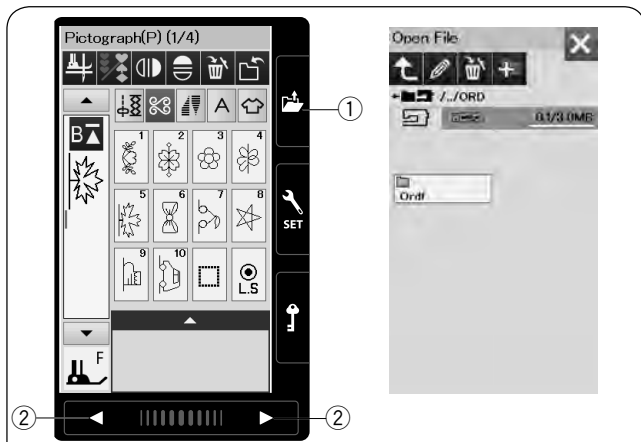 Pictograph(P) (1/4)
B
A
1 2 3 4
5 6 7 8
9 10
L.S
F
SET
1
2
2
Open File
/../ORD
0.1/3.0MB
Ordf